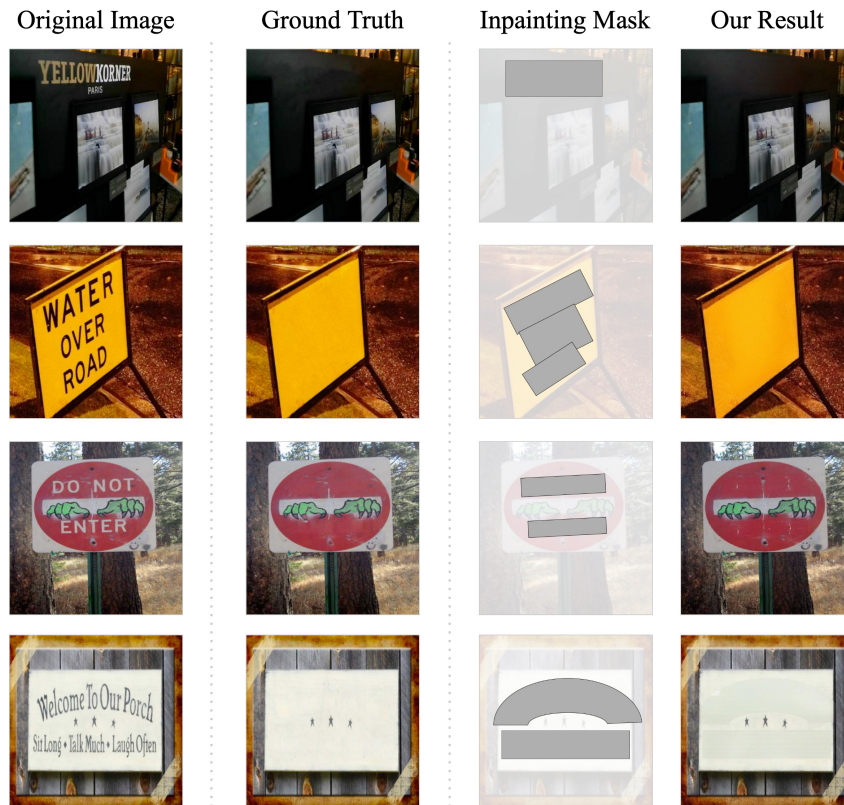 Original Image
Ground Truth
Inpainting Mask
Our Result
YELLOWKORNER
PARIS
WATER
OVER
ROAD
DO NOT
ENTER
Welcome To Our Porch
Sit Long • Talk Much • Laugh Often